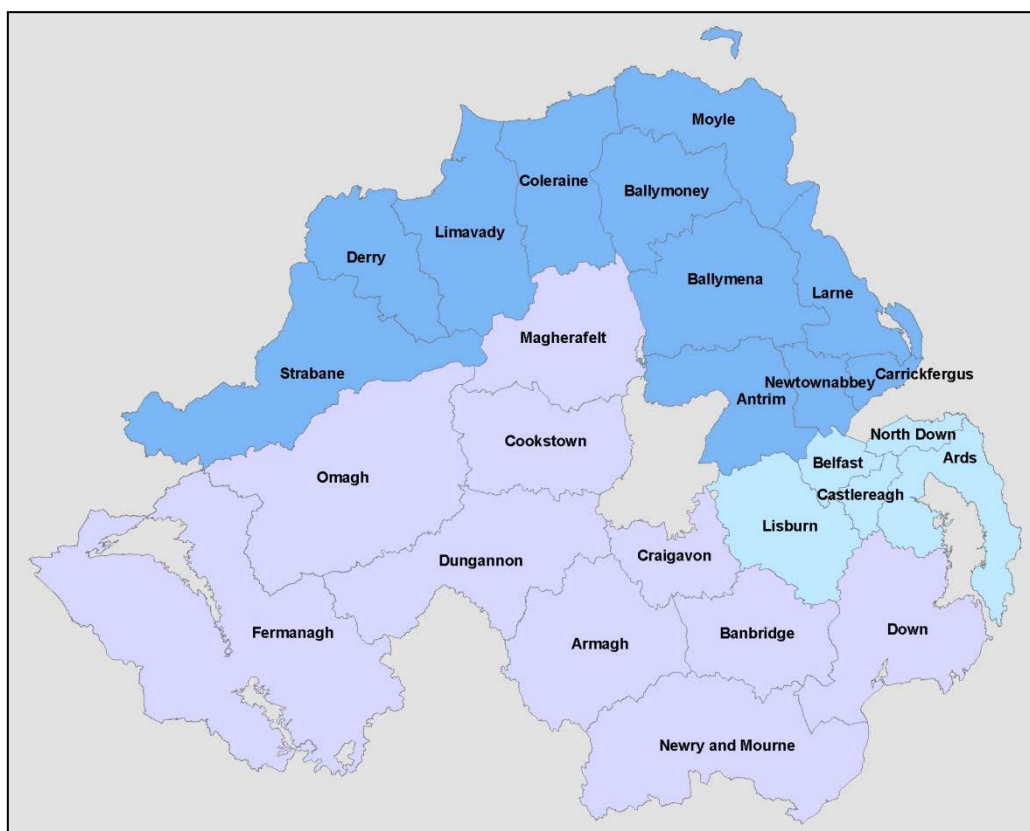 Moyle
Coleraine
Ballymoney
Limavady
Derry
Ballymena
Larne
Magherafelt
Strabane
Carrickfergus
Newtownabbey
Antrim
North Down
Cookstown
Ards
Belfast
Omagh
Castlereagh
Lisburn
Craigavon
Dungannon
Fermanagh
Banbridge
Down
Armagh
Newry and Mourne